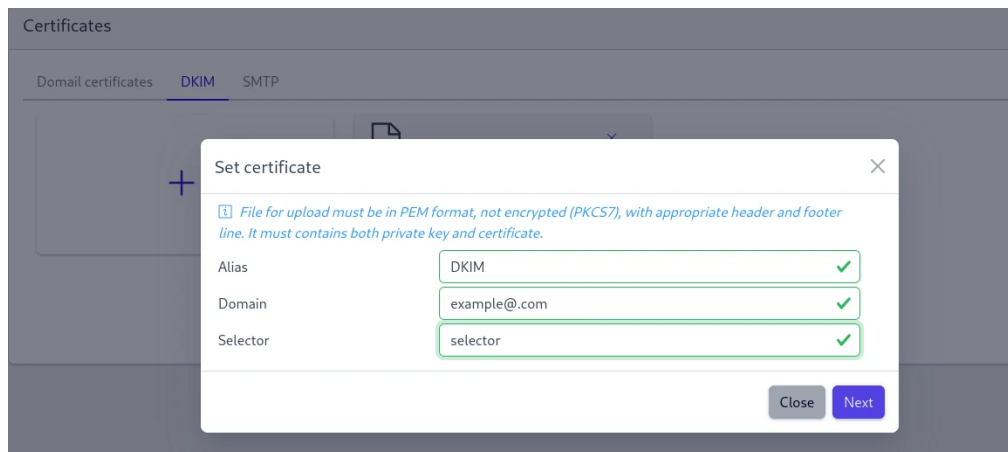 Certificates
Domail certificates DKIM SMTP
Set certificate
File for upload must be in PEM format, not encrypted (PKCS7), with appropriate header and footer
line. It must contains both private key and certificate.
Alias DKIM
Domain example@.com
Selector selector
Close Next